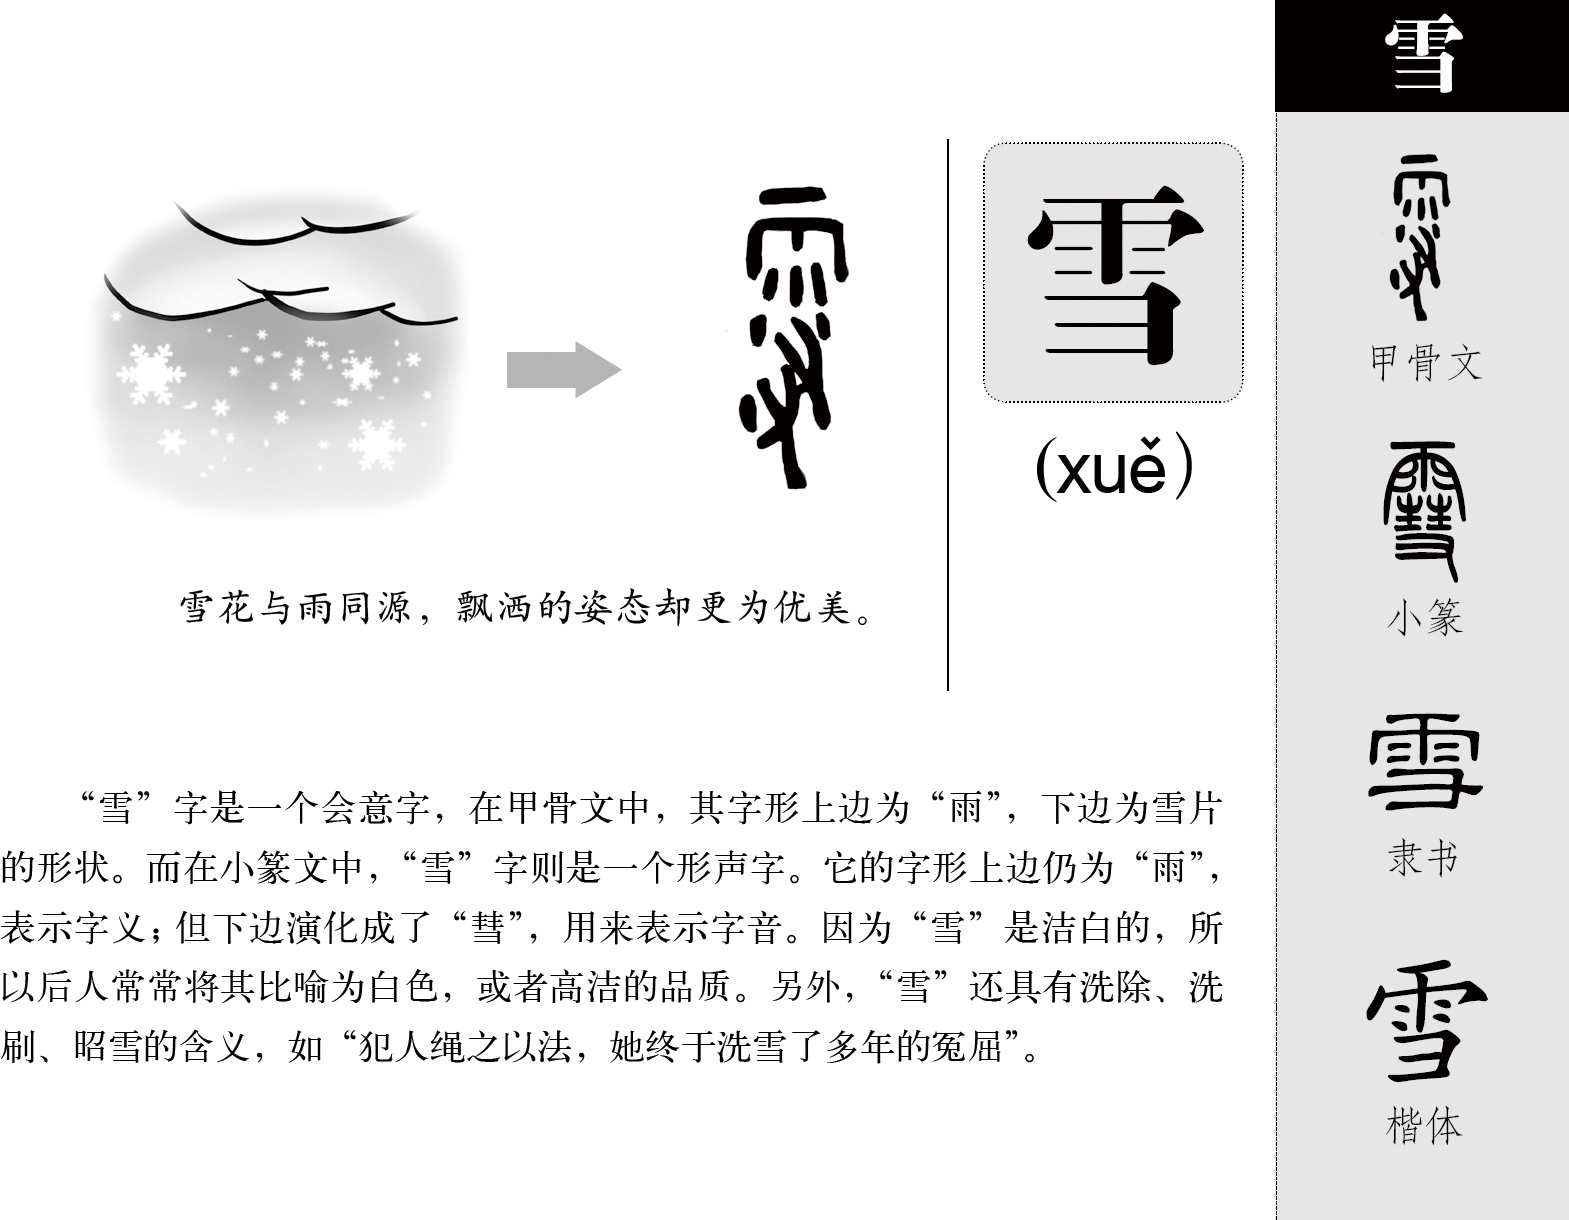 雪
雪
(xuě)
雪花与雨同源，飘洒的姿态却更为优美。
“雪”字是一个会意字，在甲骨文中，其字形上边为“雨”，下边为雪片
的形状。而在小篆文中，“雪”字则是一个形声字。它的字形上边仍为“雨”，
表示字义；但下边演化成了“彗”，用来表示字音。因为“雪”是洁白的，所
以后人常常将其比喻为白色，或者高洁的品质。另外，“雪”还具有洗除、洗
刷、昭雪的含义，如“犯人绳之以法，她终于洗雪了多年的冤屈”。
甲骨文
小篆
雪
隶书
雪
楷体